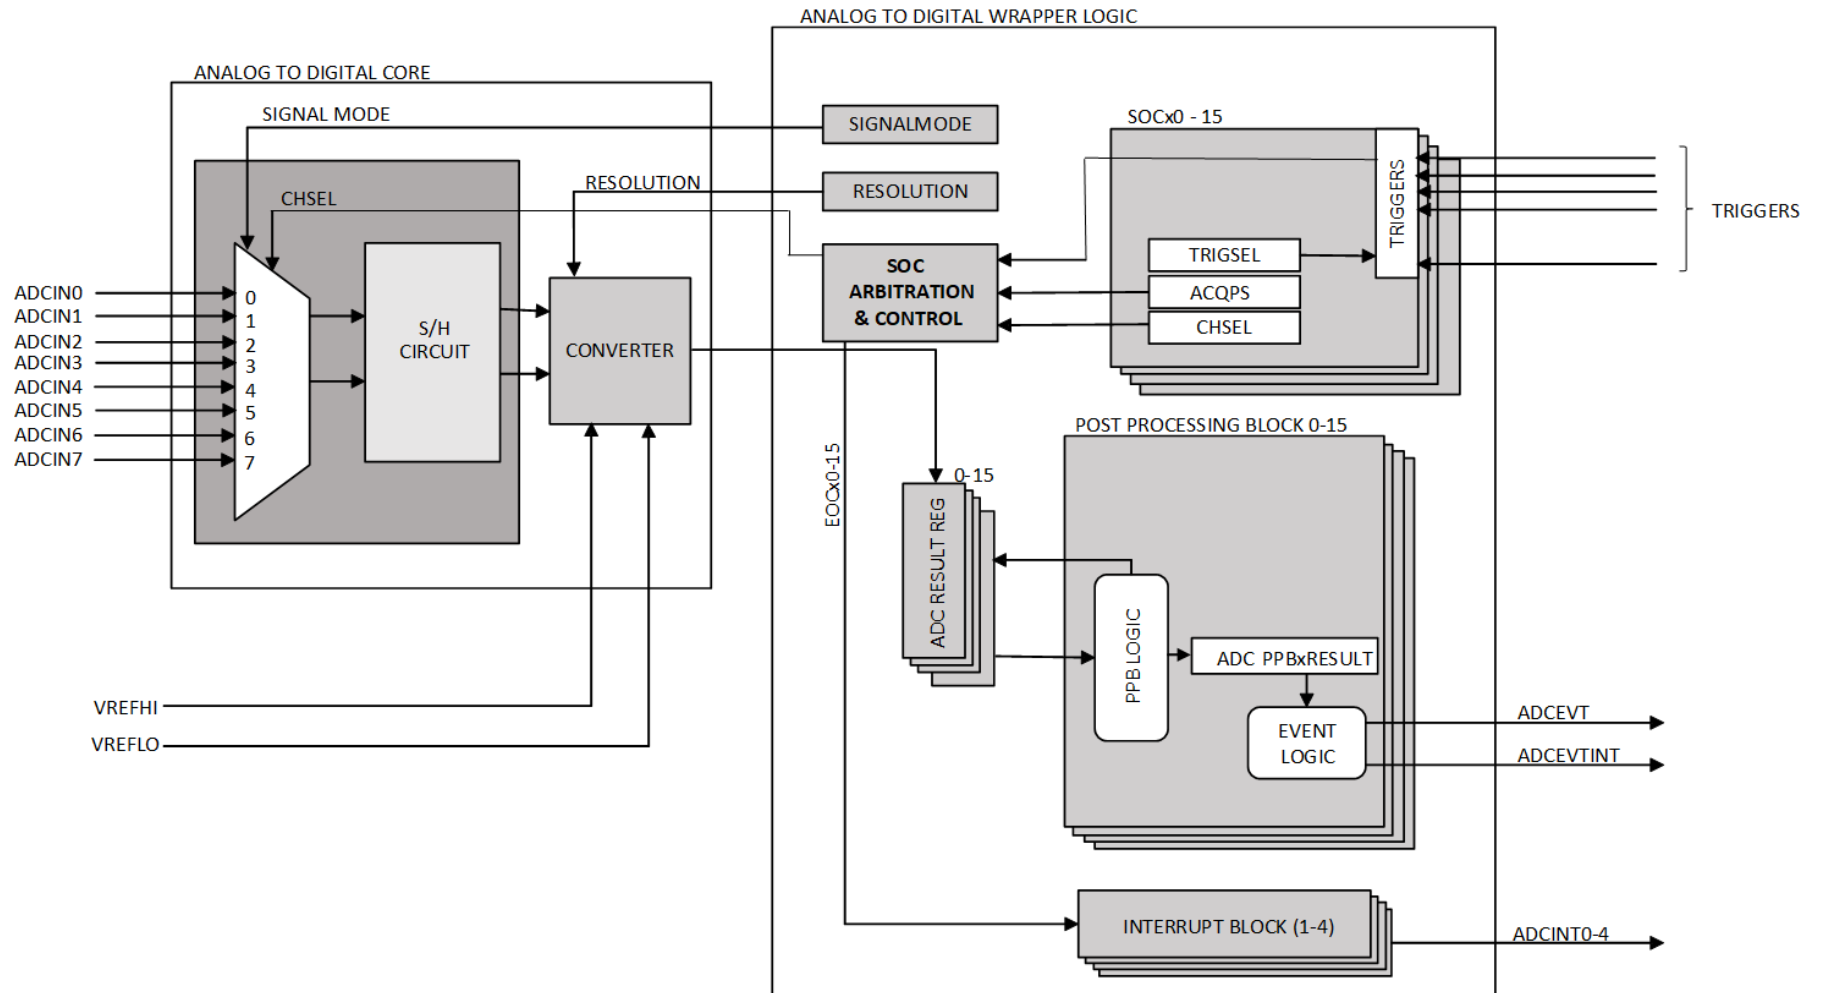 ANALOG TO DIGITAL WRAPPER LOGIC
ANALOG TO DIGITAL CORE
SIGNAL MODE
SIGNALMODE
SOCx0 - 15
RESOLUTION
RESOLUTION
CHSEL
TRIGGERS
TRIGGERS
TRIGSEL
ACQPS
CHSEL
SOC
ARBITRATION
& CONTROL
ADCIN0
ADCIN1
ADCIN2
ADCIN3
ADCIN4
ADCIN5
ADCIN6
ADCIN7
0
1
2
3
4
5
6
7
S/H
CIRCUIT
CONVERTER
POST PROCESSING BLOCK 0-15
EOCx0-15
0-15
ADC RESULT REG
PPB LOGIC
ADC PPBxRESULT
EVENT
LOGIC
VREFHI
VREFLO
ADCEVT
ADCEVTINT
INTERRUPT BLOCK (1-4)
ADCINT0-4